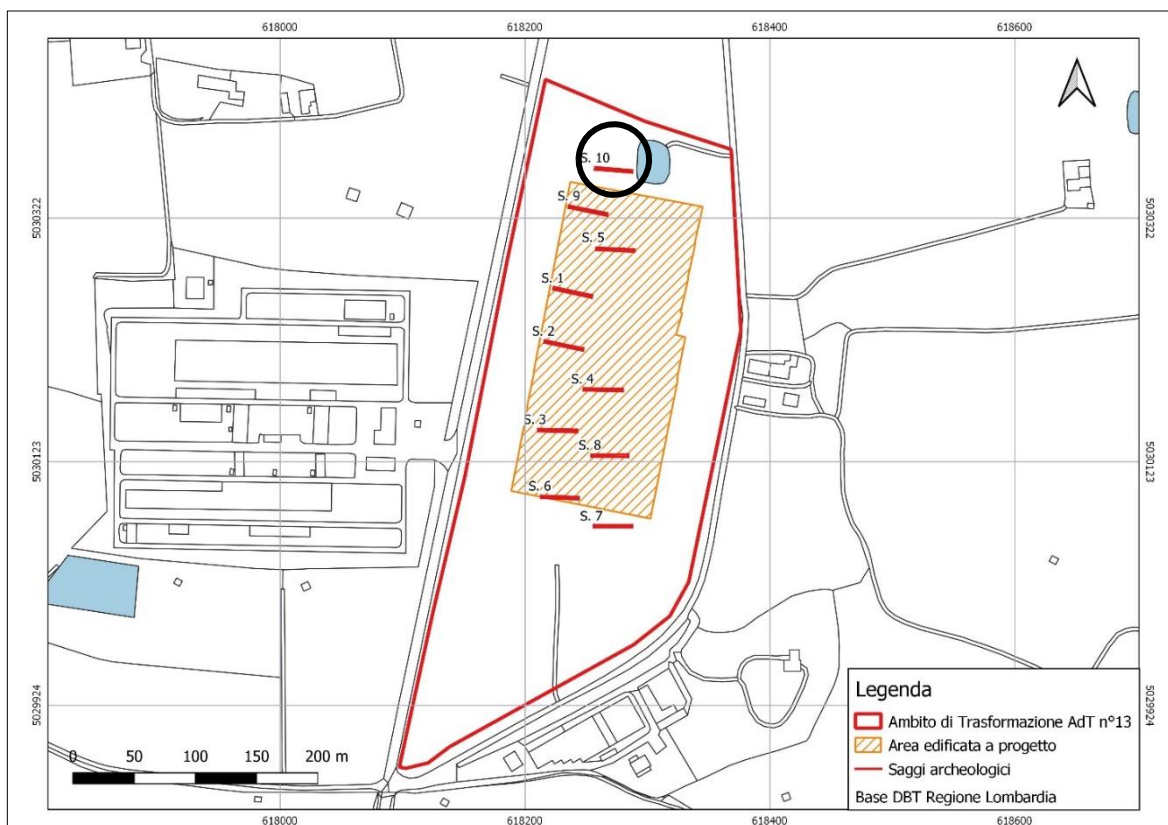 618000 618200 618400 618600
S. 10
S. 9
5030322 5030322
S. 5
S. 1
S. 2
S. 4
S. 3
S. 8
5030123 5030123
S. 6
S. 7
Legenda
Ambito di Trasformazione AdT n°13
5029924 5029924
Area edificata a progetto
0 50 100 150 200 m
Saggi archeologici
Base DBT Regione Lombardia
618000 618200 618400 618600